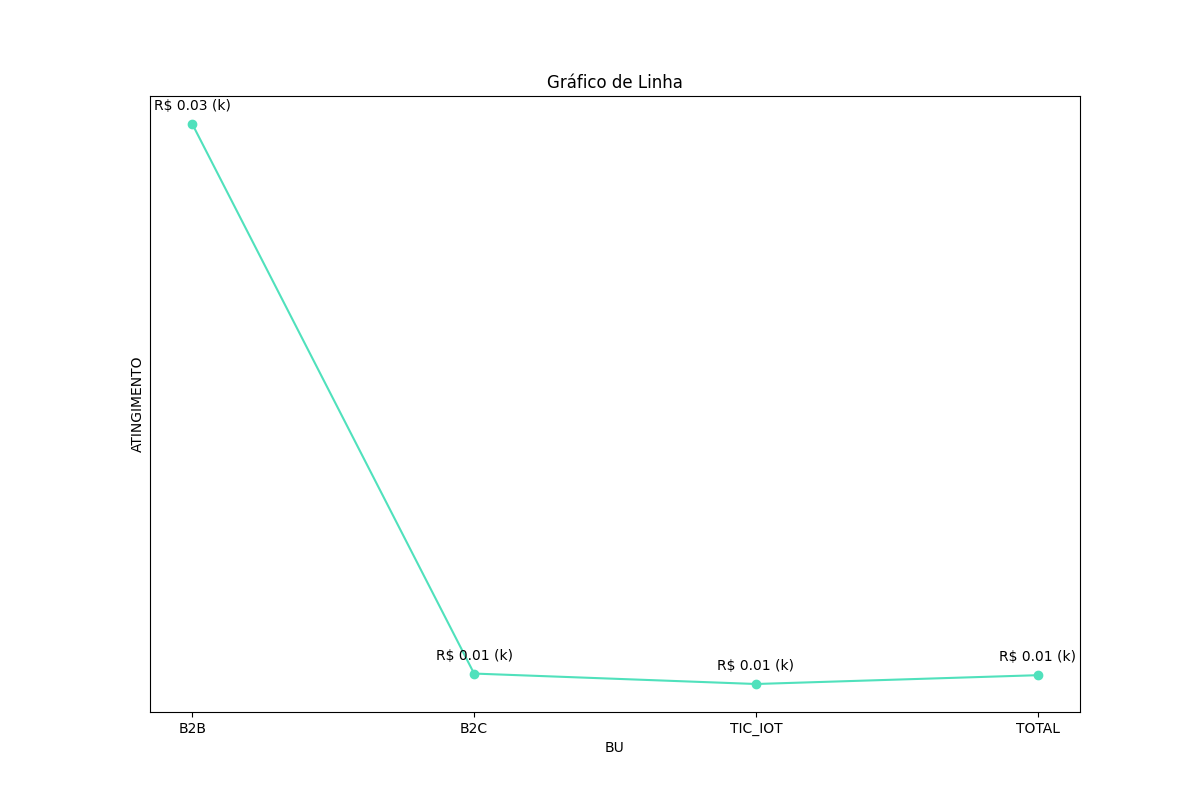 Gráfico de Linha
R$ 0.03 (k)
ATINGIMENTO
R$ 0.01 (k)
R$ 0.01 (k)
R$ 0.01 (k)
B2B
B2C
TIC_IOT
TOTAL
BU